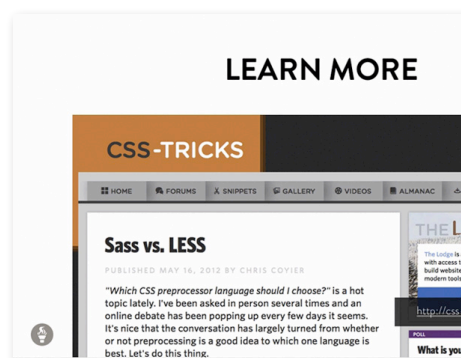 LEARN MORE
CSS-TRICKS
HOME FORUMS SNIPPETS GALLERY VIDEOS ALMANAC
Sass vs. LESS
THE
PUBLISHED MAY 16, 2012 BY CHRIS COYIER
The Lodge is
with access t
build website
modern tools
"Which CSS preprocessor language should I choose?" is a hot
topic lately. I've been asked in person several times and an
online debate has been popping up every few days it seems.
It's nice that the conversation has largely turned from whether
or not preprocessing is a good idea to which one language is
best. Let's do this thing.
http://css
POLL
What is you